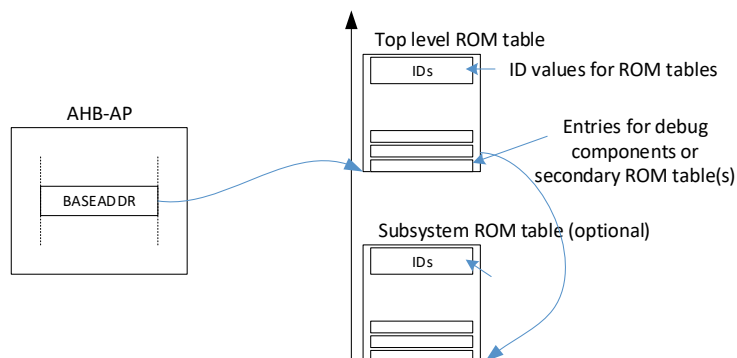 Top level ROM table
IDs
ID values for ROM tables
AHB-AP
Entries for debug
components or
secondary ROM table(s)
BASEADDR
Subsystem ROM table (optional)
IDs